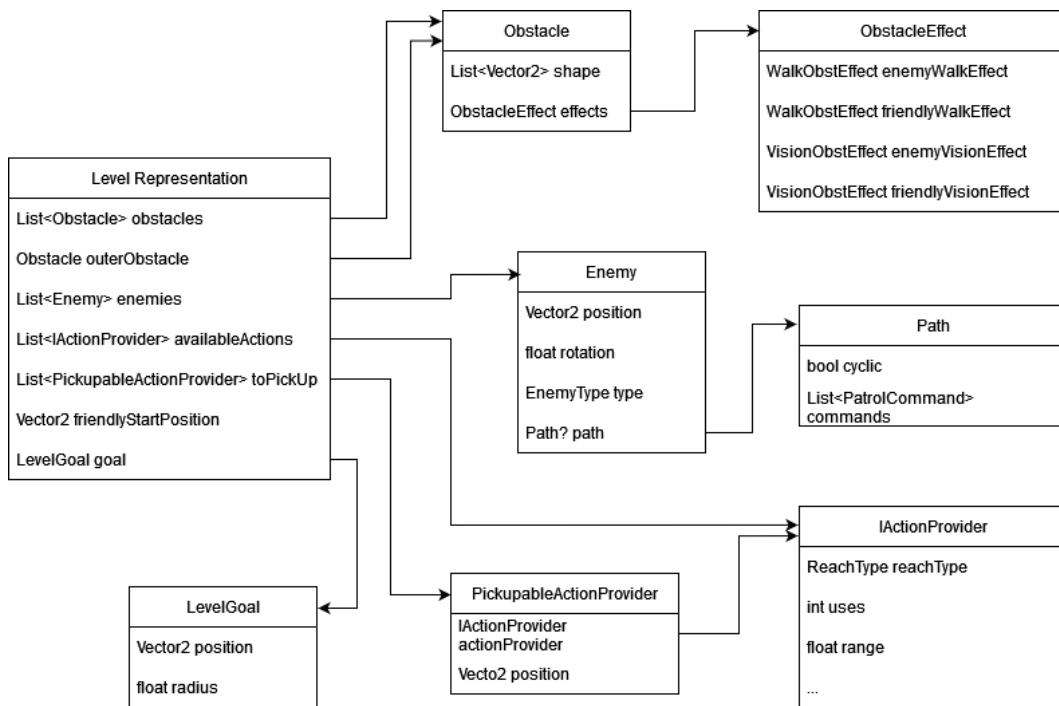 Obstacle
List<Vector2> shape
ObstacleEffect effects
ObstacleEffect
WalkObstEffect enemyWalkEffect
WalkObstEffect friendlyWalkEffect
VisionObstEffect enemyVisionEffect
VisionObstEffect friendlyVisionEffect
Level Representation
List<Obstacle> obstacles
Obstacle outerObstacle
List<Enemy> enemies
List<IActionProvider> availableActions
List<PickupableActionProvider> toPickUp
Vector2 friendlyStartPosition
LevelGoal goal
Enemy
Vector2 position
float rotation
EnemyType type
Path? path
Path
bool cyclic
List<PatrolCommand>
commands
IActionProvider
ReachType reachType
int uses
float range
...
PickupableActionProvider
IActionProvider
actionProvider
Vecto2 position
LevelGoal
Vector2 position
float radius